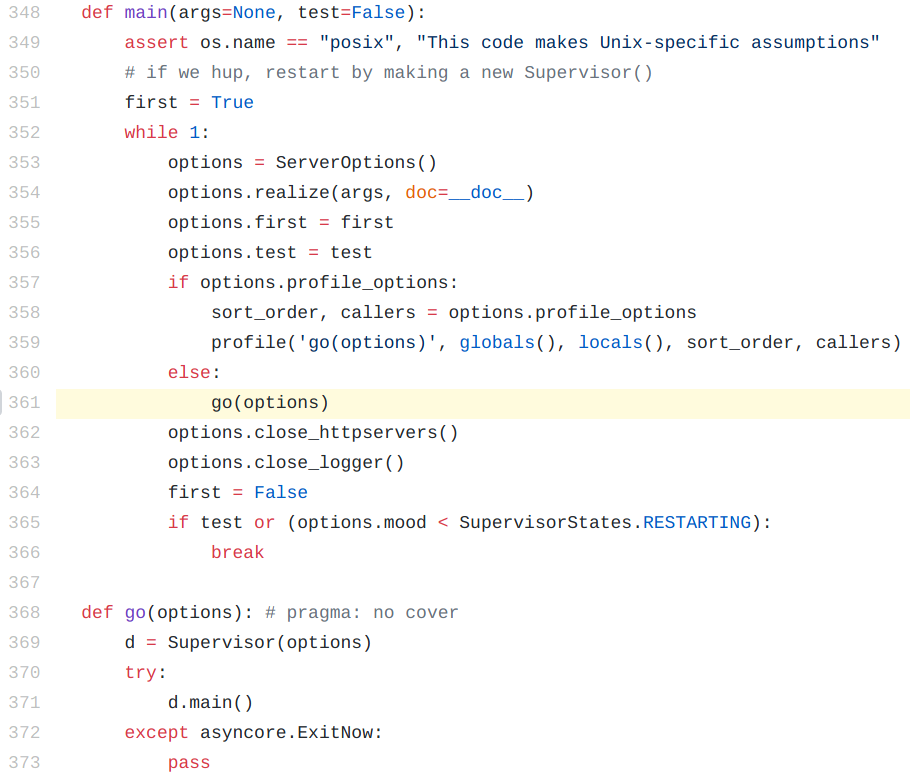 348 def main(args=None, test=False):
349     assert os.name == "posix", "This code makes Unix-specific assumptions"
350     # if we hup, restart by making a new Supervisor()
351     first = True
352     while 1:
353         options = ServerOptions()
354         options.realize(args, doc=__doc__)
355         options.first = first
356         options.test = test
357         if options.profile_options:
358             sort_order, callers = options.profile_options
359             profile('go(options)', globals(), locals(), sort_order, callers)
360         else:
361             go(options)
362         options.close_httpservers()
363         options.close_logger()
364         first = False
365         if test or (options.mood < SupervisorStates.RESTARTING):
366             break
367
368 def go(options): # pragma: no cover
369     d = Supervisor(options)
370     try:
371         d.main()
372     except asyncore.ExitNow:
373         pass